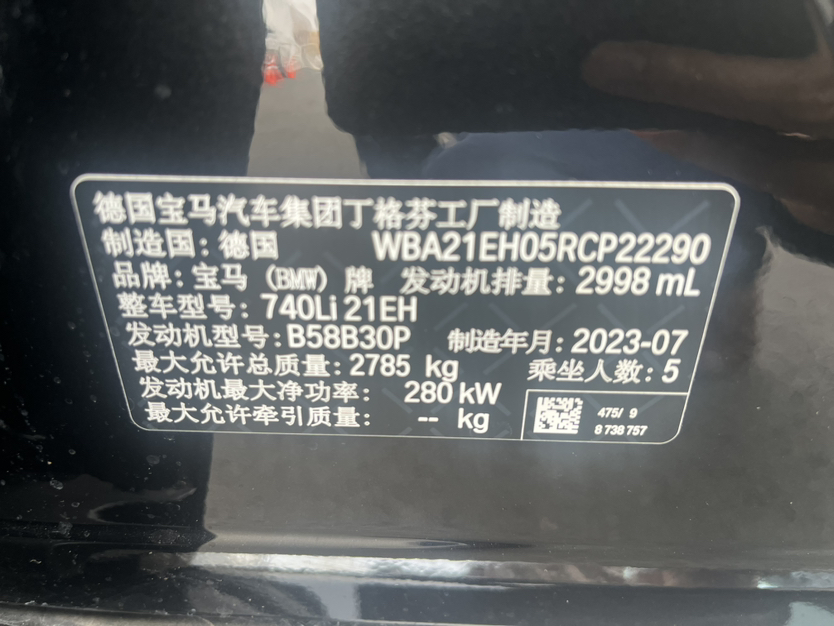 德国宝马汽车集团丁格芬工厂制造
制造国：德国 WBA21EH05RCP22290
品牌：宝马（BMW）牌 发动机排量：2998 mL
整车型号：740Li 21EH
发动机型号：B58B30P 制造年月：2023-07
最大允许总质量：2785 kg 乘坐人数：5
发动机最大净功率： 280 kW
最大允许牵引质量： -- kg
475/ 9
8 738 757